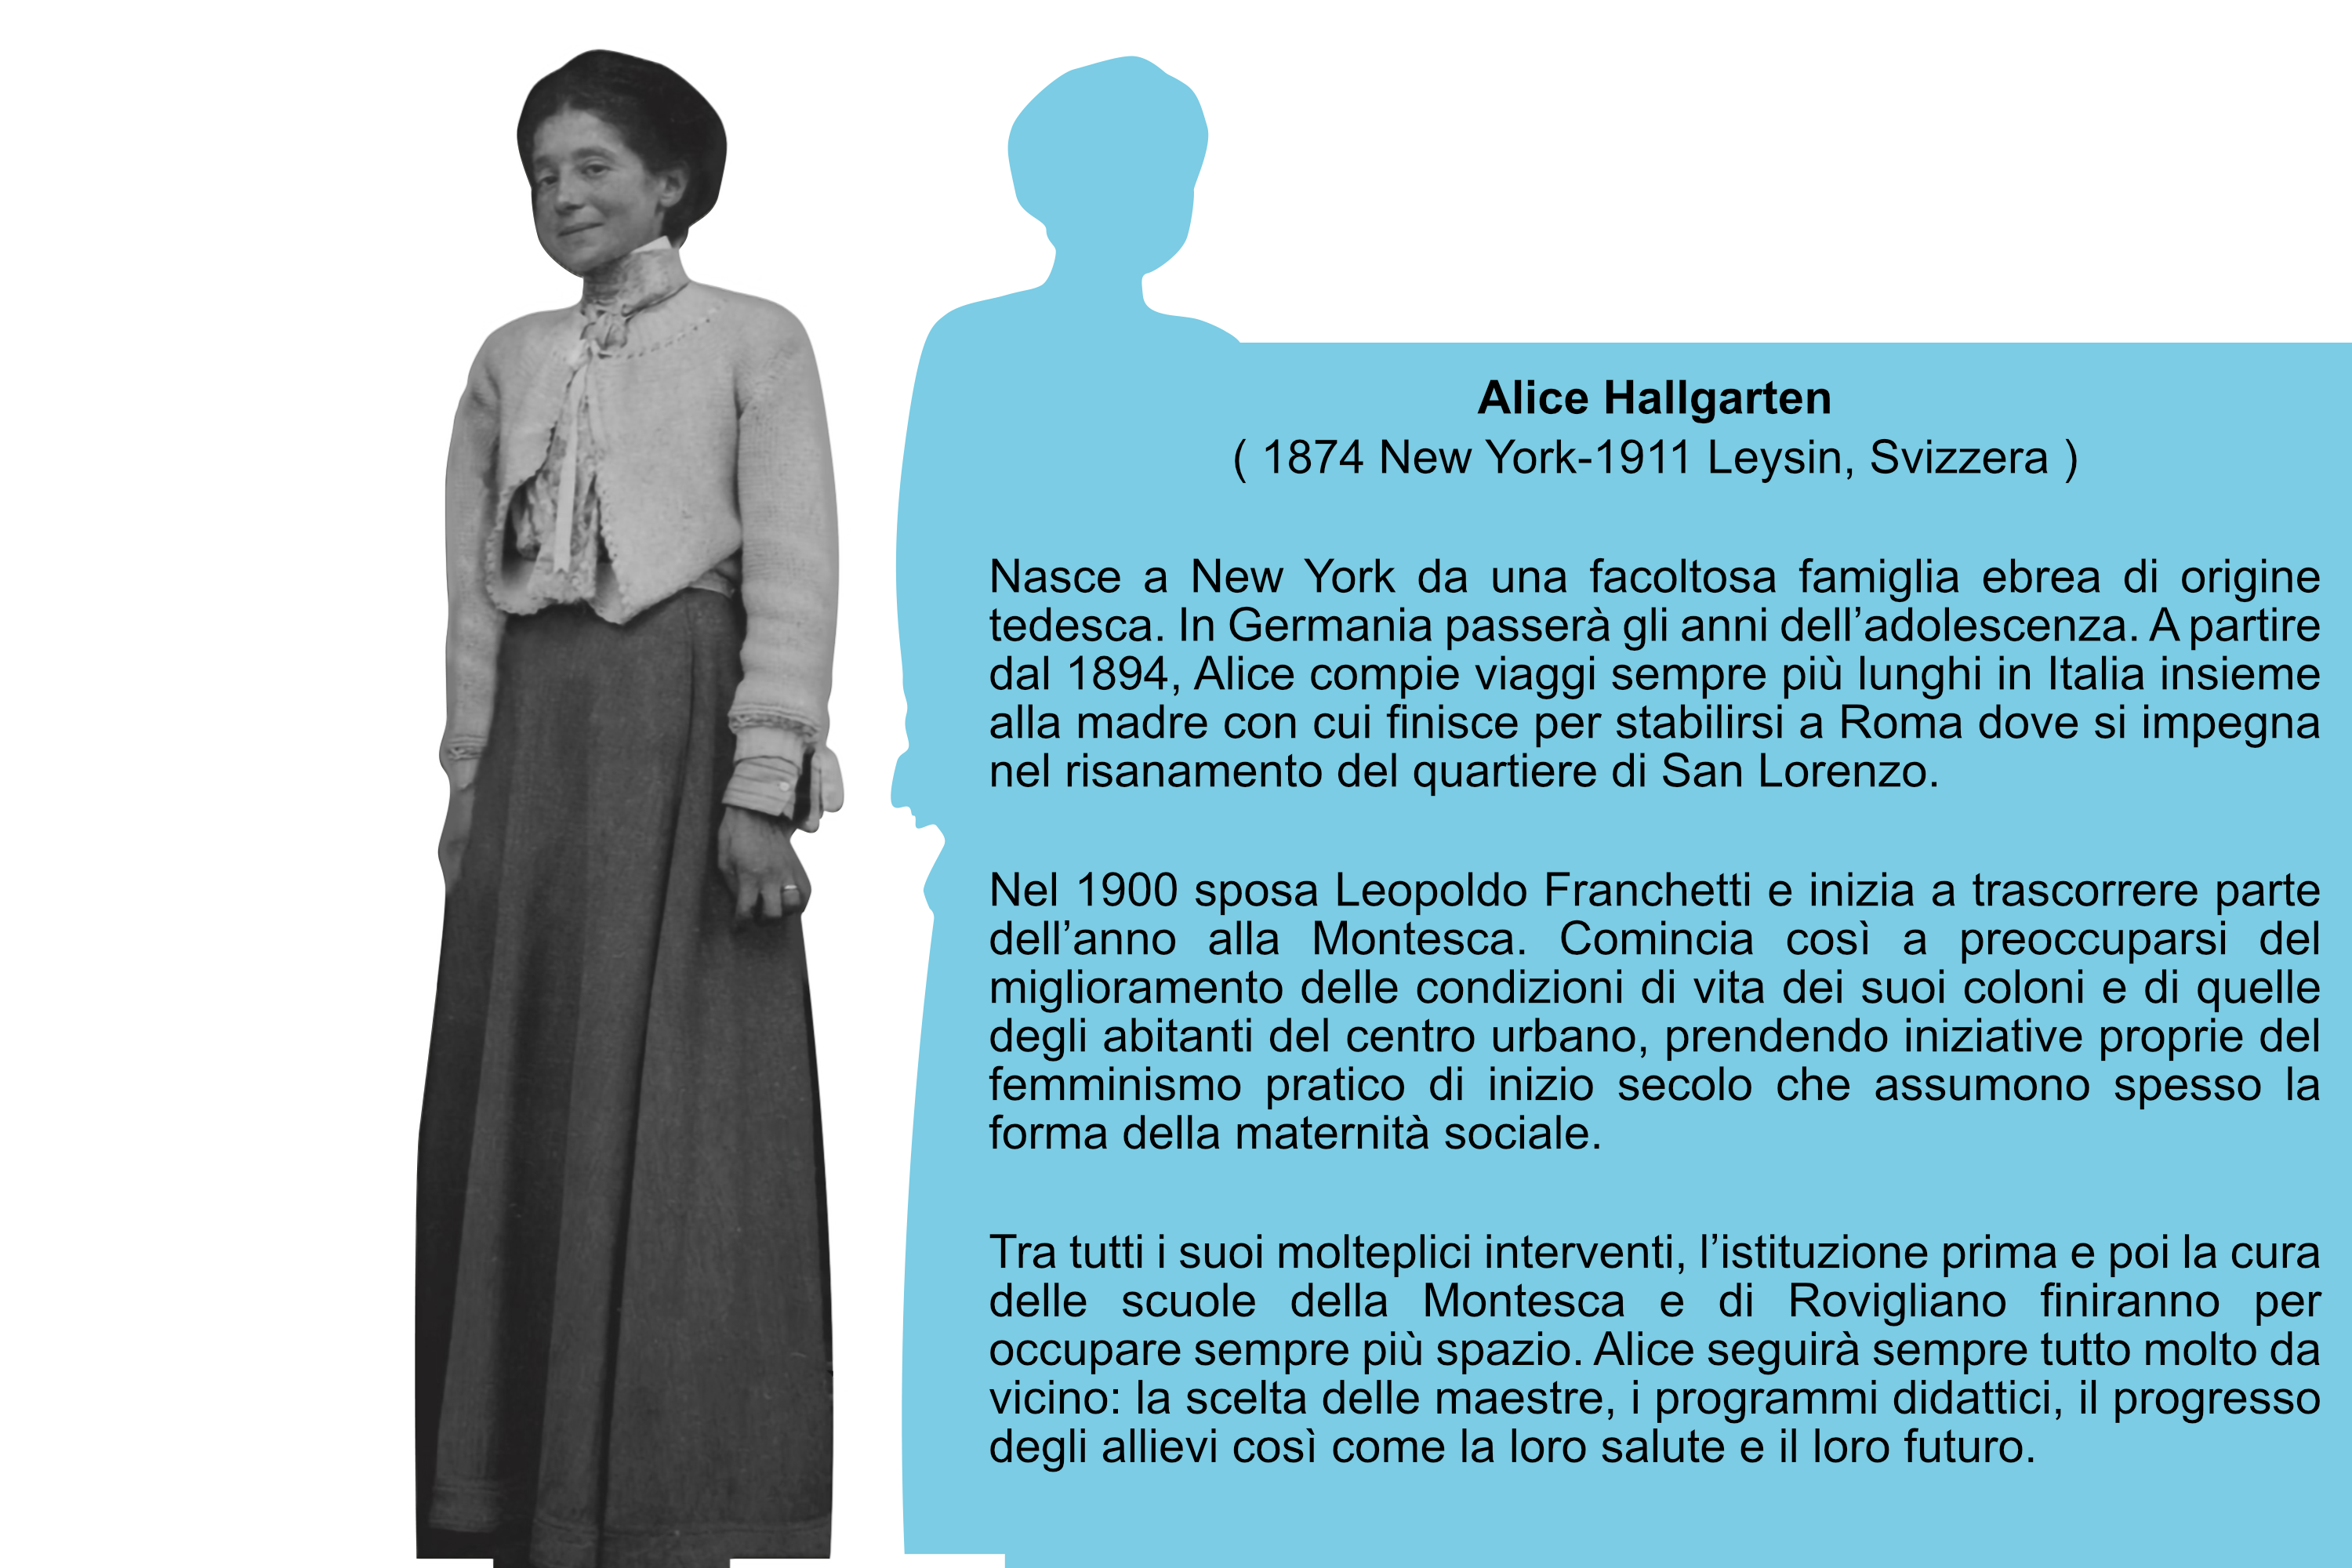 Alice Hallgarten
( 1874 New York-1911 Leysin, Svizzera )
Nasce a New York da una facoltosa famiglia ebrea di origine
tedesca. In Germania passerà gli anni dell’adolescenza. A partire
dal 1894, Alice compie viaggi sempre più lunghi in Italia insieme
alla madre con cui finisce per stabilirsi a Roma dove si impegna
nel risanamento del quartiere di San Lorenzo.
Nel 1900 sposa Leopoldo Franchetti e inizia a trascorrere parte
dell’anno alla Montesca. Comincia così a preoccuparsi del
miglioramento delle condizioni di vita dei suoi coloni e di quelle
degli abitanti del centro urbano, prendendo iniziative proprie del
femminismo pratico di inizio secolo che assumono spesso la
forma della maternità sociale.
Tra tutti i suoi molteplici interventi, l’istituzione prima e poi la cura
delle scuole della Montesca e di Rovigliano finiranno per
occupare sempre più spazio. Alice seguirà sempre tutto molto da
vicino: la scelta delle maestre, i programmi didattici, il progresso
degli allievi così come la loro salute e il loro futuro.